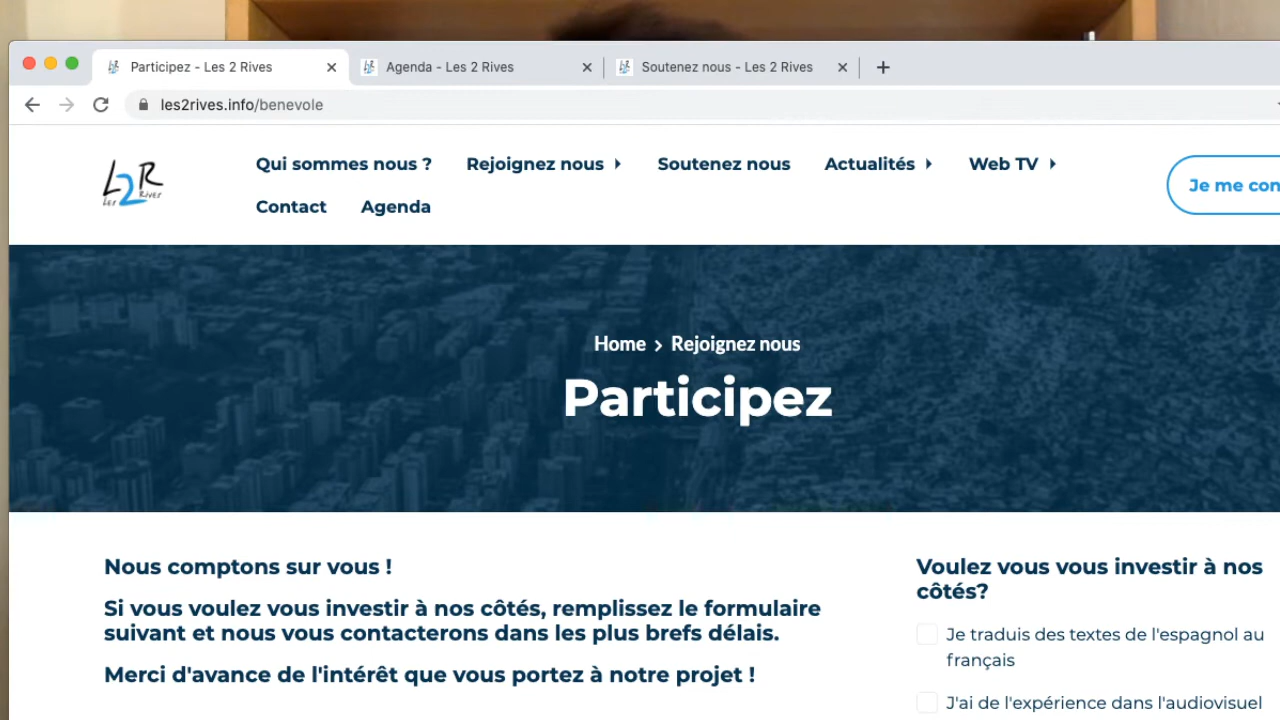 Participez - Les 2 Rives
Agenda - Les 2 Rives
Soutenez nous - Les 2 Rives
les2rives.info/benevole
L2R
Les Rives
Qui sommes nous ?
Rejoignez nous
Soutenez nous
Actualités
Web TV
Contact
Agenda
Je me con
Home > Rejoignez nous
Participez
Nous comptons sur vous !
Si vous voulez vous investir à nos côtés, remplissez le formulaire
suivant et nous vous contacterons dans les plus brefs délais.
Merci d'avance de l'intérêt que vous portez à notre projet !
Voulez vous vous investir à nos
côtés?
Je traduis des textes de l'espagnol au
français
J'ai de l'expérience dans l'audiovisuel